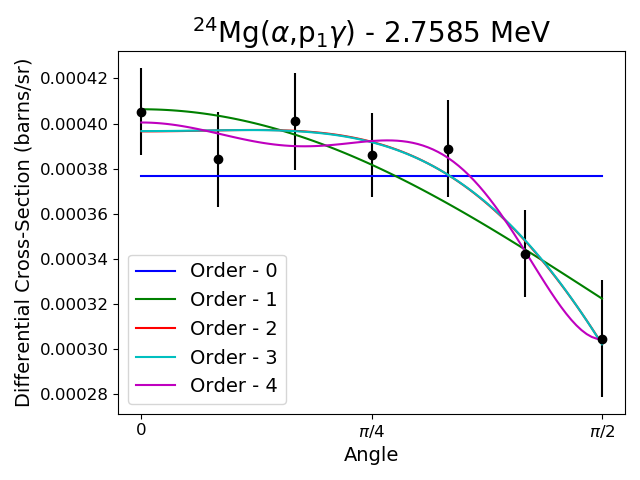 ²⁴Mg(α,p₁γ) - 2.7585 MeV
Differential Cross-Section (barns/sr)
0.00042
0.00040
0.00038
0.00036
0.00034
0.00032
0.00030
0.00028
Order - 0
Order - 1
Order - 2
Order - 3
Order - 4
0
π/4
π/2
Angle